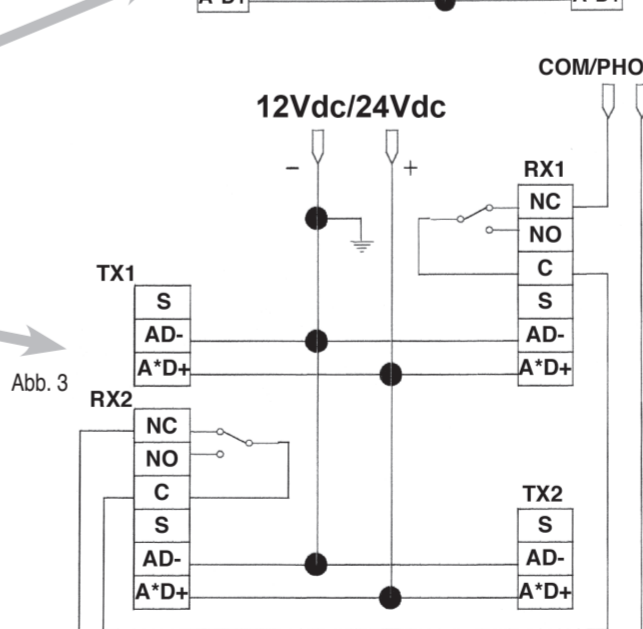 COM/PHO
12Vdc/24Vdc
− +
RX1
NC
NO
C
S
AD-
A*D+
TX1
S
AD-
A*D+
Abb. 3
RX2
NC
NO
C
S
AD-
A*D+
TX2
S
AD-
A*D+